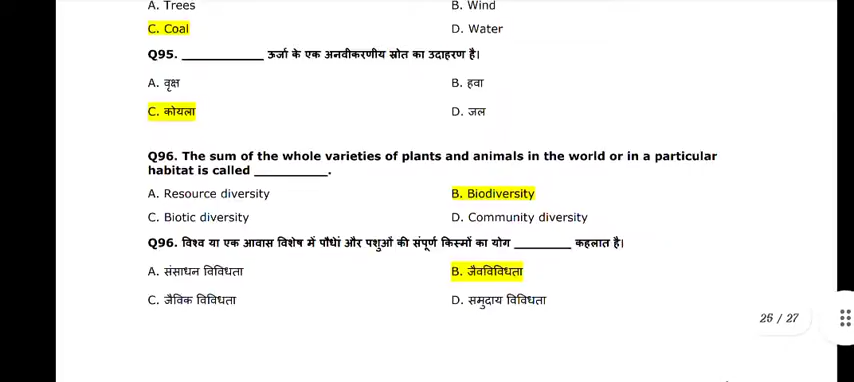 A. Trees B. Wind
C. Coal D. Water
Q95. ____________ ऊर्जा के एक अनवीकरणीय स्रोत का उदाहरण है।
A. वृक्ष B. हवा
C. कोयला D. जल
Q96. The sum of the whole varieties of plants and animals in the world or in a particular
habitat is called __________.
A. Resource diversity B. Biodiversity
C. Biotic diversity D. Community diversity
Q96. विश्व या एक आवास विशेष में पौधों और पशुओं की संपूर्ण किस्मों का योग ________ कहलात है।
A. संसाधन विविधता B. जैवविविधता
C. जैविक विविधता D. समुदाय विविधता
26 / 27